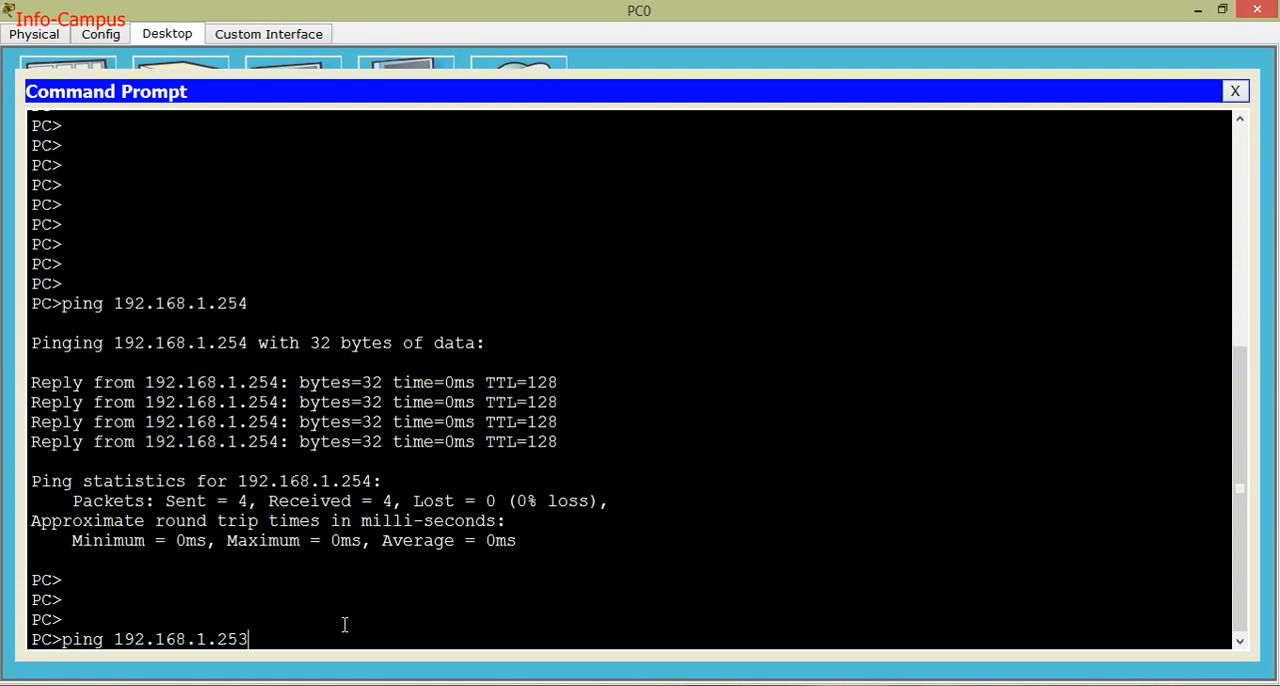 PC0
Info-Campus
Physical Config Desktop Custom Interface
Command Prompt X
PC>
PC>
PC>
PC>
PC>
PC>
PC>
PC>
PC>
PC>ping 192.168.1.254
Pinging 192.168.1.254 with 32 bytes of data:
Reply from 192.168.1.254: bytes=32 time=0ms TTL=128
Reply from 192.168.1.254: bytes=32 time=0ms TTL=128
Reply from 192.168.1.254: bytes=32 time=0ms TTL=128
Reply from 192.168.1.254: bytes=32 time=0ms TTL=128
Ping statistics for 192.168.1.254:
Packets: Sent = 4, Received = 4, Lost = 0 (0% loss),
Approximate round trip times in milli-seconds:
Minimum = 0ms, Maximum = 0ms, Average = 0ms
PC>
PC>
PC>
PC>ping 192.168.1.253